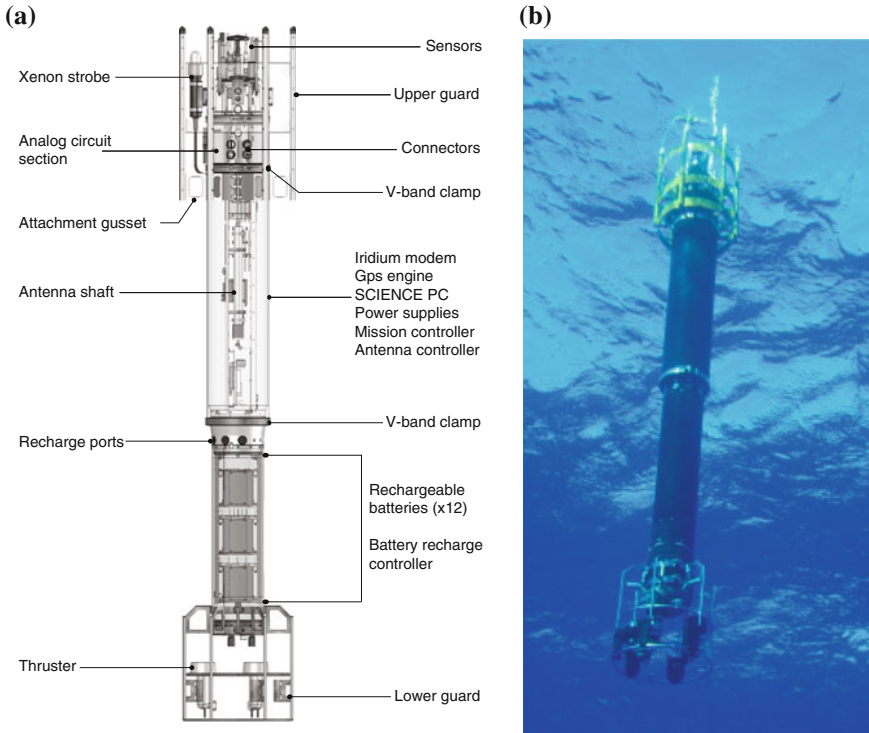 (a)
(b)
Sensors
Xenon strobe
Upper guard
Analog circuit
section
Connectors
V-band clamp
Attachment gusset
Iridium modem
Gps engine
SCIENCE PC
Power supplies
Mission controller
Antenna controller
Antenna shaft
V-band clamp
Recharge ports
Rechargeable
batteries (x12)
Battery recharge
controller
Thruster
Lower guard